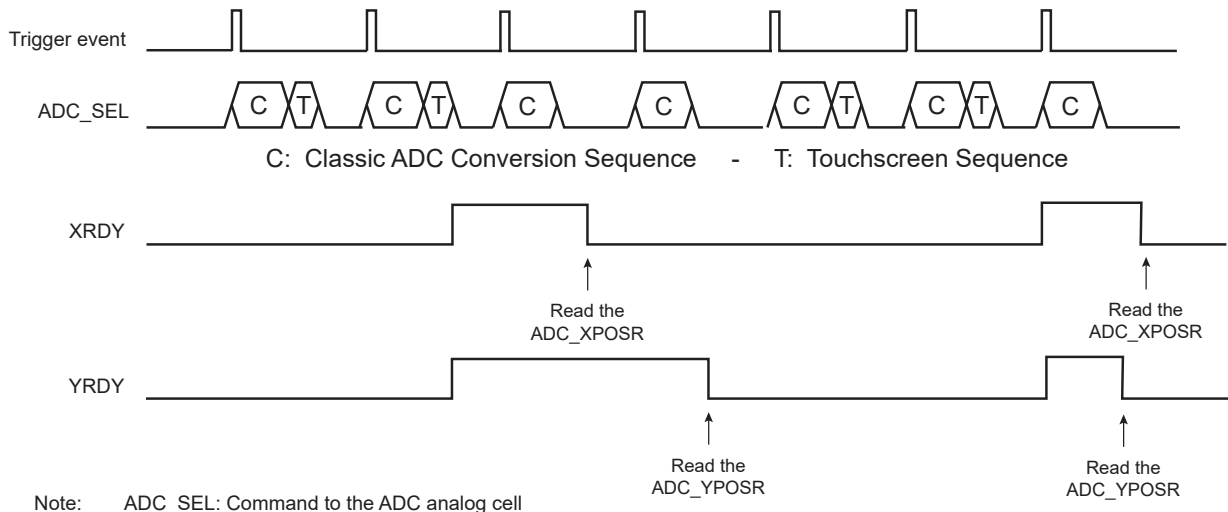 Trigger event
ADC_SEL
C T C T C C C T C T C
C: Classic ADC Conversion Sequence - T: Touchscreen Sequence
XRDY
Read the
ADC_XPOSR
Read the
ADC_XPOSR
YRDY
Read the
ADC_YPOSR
Read the
ADC_YPOSR
Note: ADC_SEL: Command to the ADC analog cell